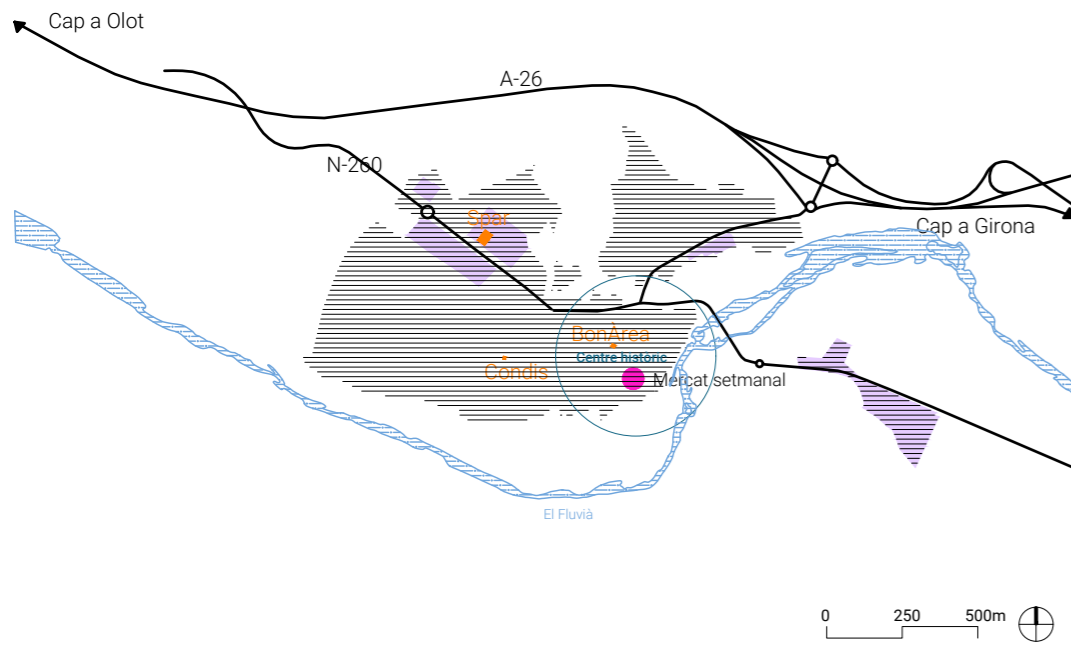 Cap a Olot
A-26
N-260
Spar
Cap a Girona
BonÀrea
Centre històric
Condis
Mercat setmanal
El Fluvià
0 250 500m